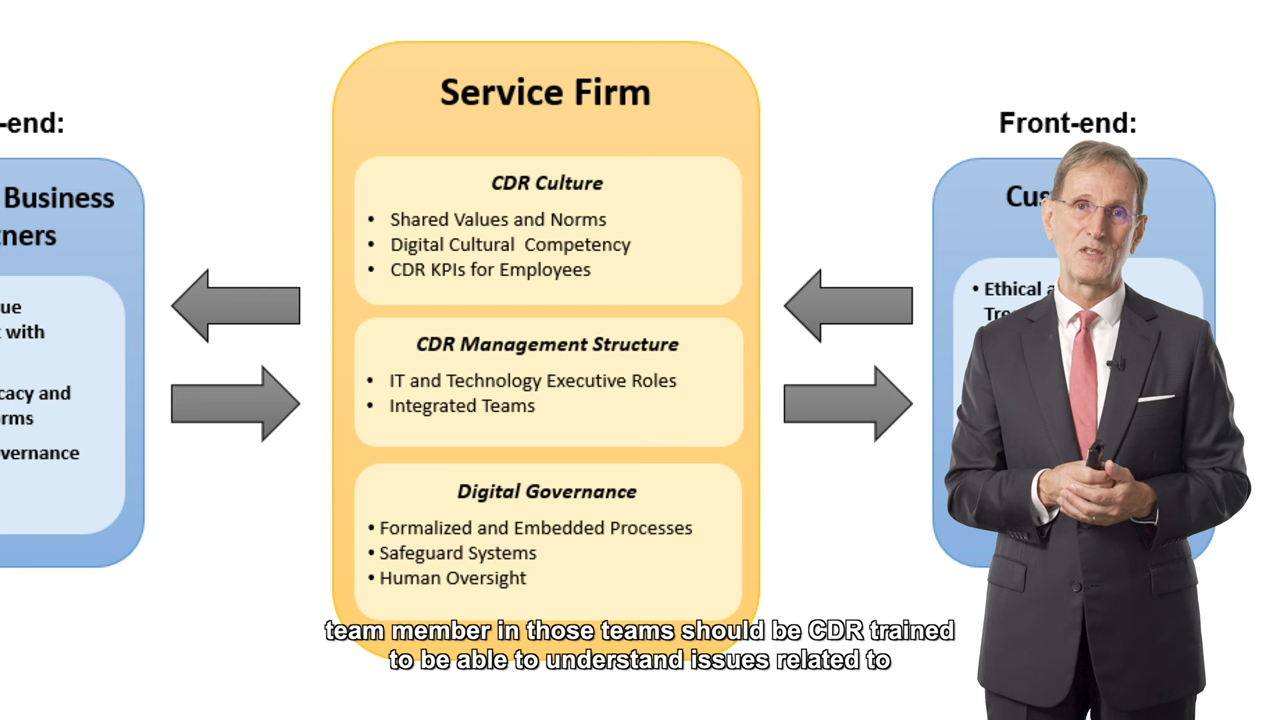 -end:
Business
tners
ue
t with
cacy and
rms
vernance
Service Firm
CDR Culture
• Shared Values and Norms
• Digital Cultural Competency
• CDR KPIs for Employees
CDR Management Structure
• IT and Technology Executive Roles
• Integrated Teams
Digital Governance
• Formalized and Embedded Processes
• Safeguard Systems
• Human Oversight
Front-end:
Cus
• Ethical a
Tre
team member in those teams should be CDR trained
to be able to understand issues related to